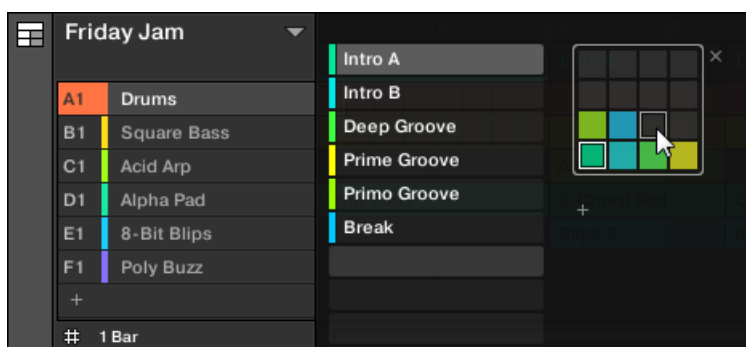 Friday Jam
A1 Drums
B1 Square Bass
C1 Acid Arp
D1 Alpha Pad
E1 8-Bit Blips
F1 Poly Buzz
+
1 Bar
Intro A
Intro B
Deep Groove
Prime Groove
Primo Groove
Break
×
+